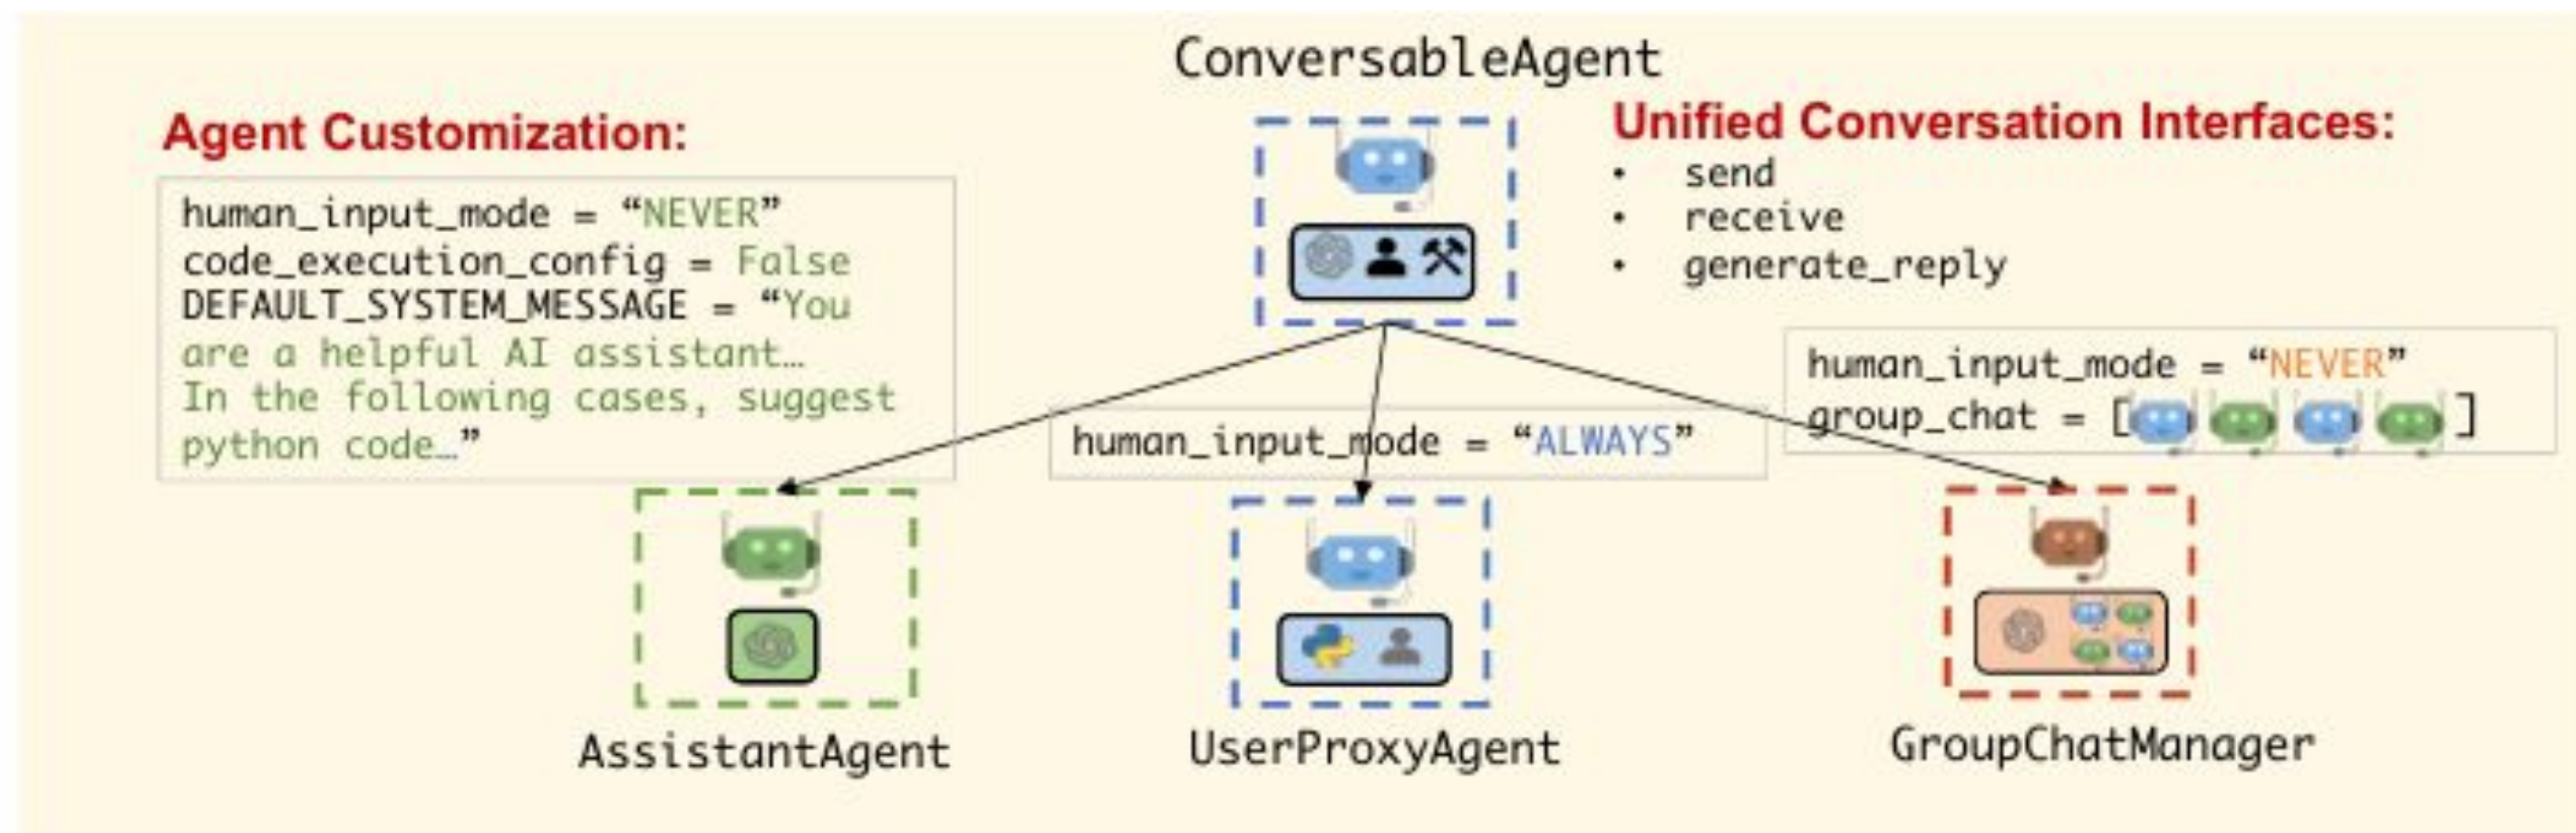 ConversableAgent
Agent Customization:
human_input_mode = “NEVER”
code_execution_config = False
DEFAULT_SYSTEM_MESSAGE = “You
are a helpful AI assistant…
In the following cases, suggest
python code…”
Unified Conversation Interfaces:
• send
• receive
• generate_reply
human_input_mode = “ALWAYS”
human_input_mode = “NEVER”
group_chat = [ ]
AssistantAgent
UserProxyAgent
GroupChatManager